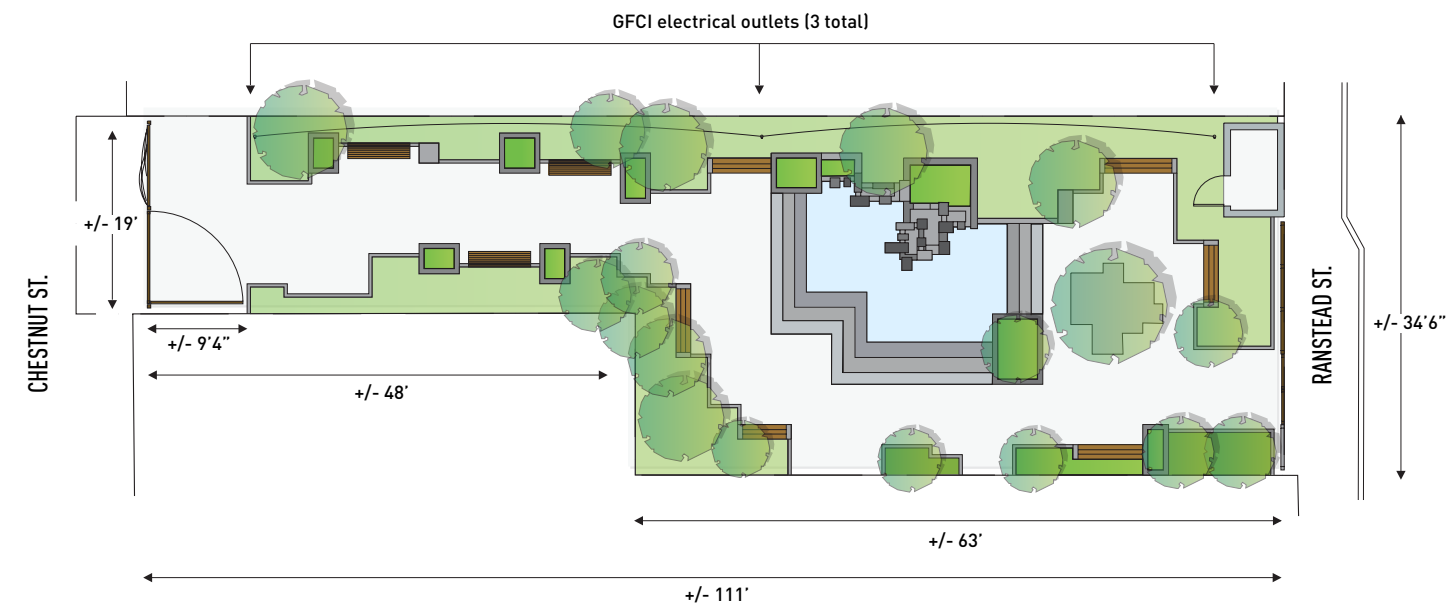 GFCI electrical outlets (3 total)
+/- 19’
CHESTNUT ST.
+/- 9’4”
+/- 48’
RANSTEAD ST.
+/- 34’6”
+/- 63’
+/- 111’